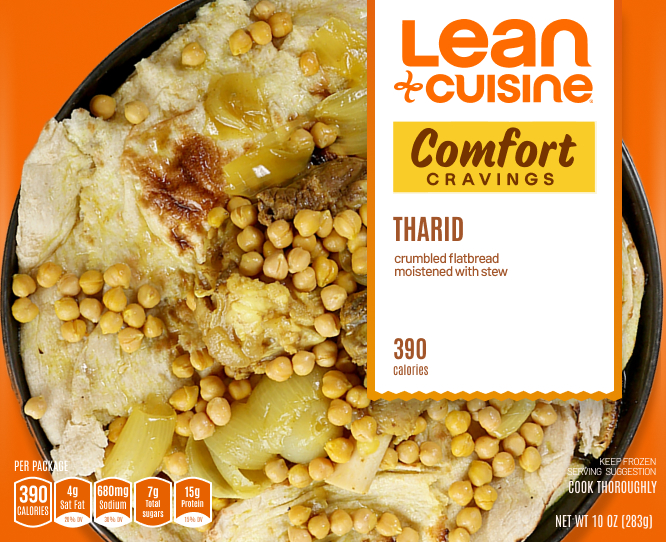 Lean
CUISINE
Comfort
CRAVINGS
THARID
crumbled flatbread
moistened with stew
390
calories
PER PACKAGE
390 CALORIES
4g Sat Fat 20% DV
680mg Sodium 30% DV
7g Total sugars
15g Protein
KEEP FROZEN
SERVING SUGGESTION
COOK THOROUGHLY
NET WT 10 OZ (283g)